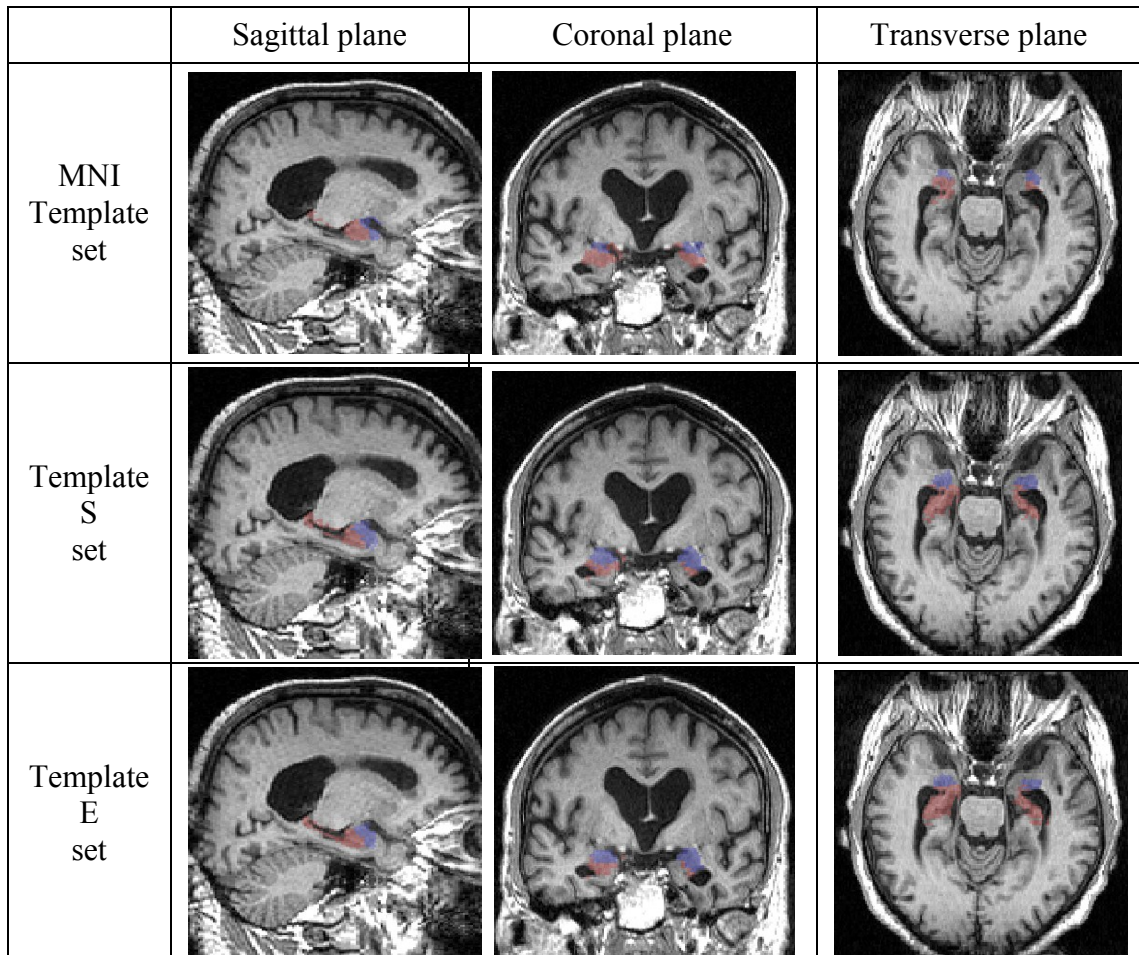 Sagittal plane
Coronal plane
Transverse plane
MNI
Template
set
Template
S
set
Template
E
set